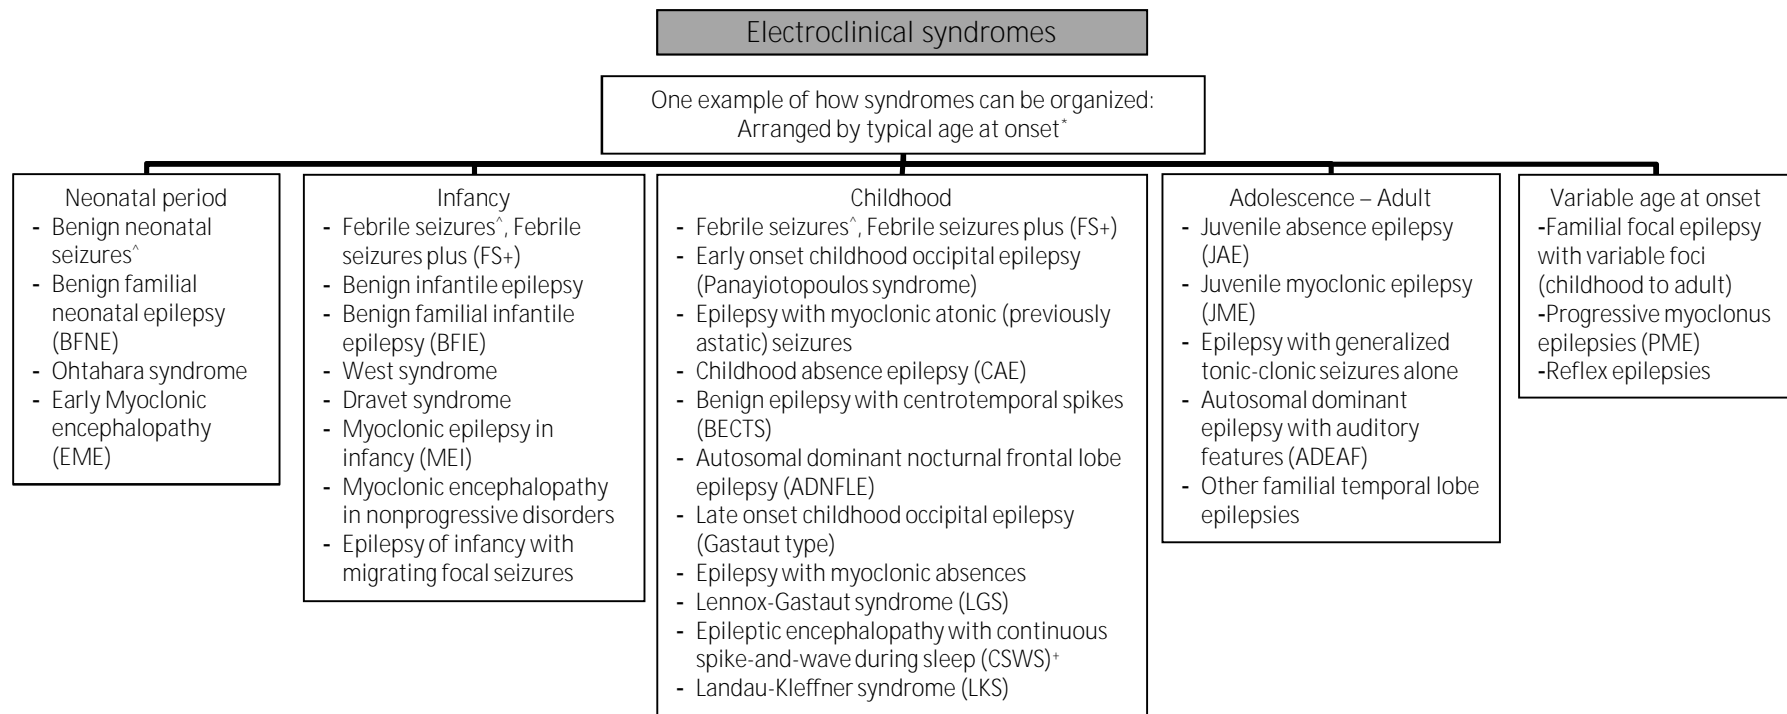 Electroclinical syndromes
One example of how syndromes can be organized:
Arranged by typical age at onset*
Neonatal period
- Benign neonatal
seizures^
- Benign familial
neonatal epilepsy
(BFNE)
- Ohtahara syndrome
- Early Myoclonic
encephalopathy
(EME)
Infancy
- Febrile seizures^, Febrile
seizures plus (FS+)
- Benign infantile epilepsy
- Benign familial infantile
epilepsy (BFIE)
- West syndrome
- Dravet syndrome
- Myoclonic epilepsy in
infancy (MEI)
- Myoclonic encephalopathy
in nonprogressive disorders
- Epilepsy of infancy with
migrating focal seizures
Childhood
- Febrile seizures^, Febrile seizures plus (FS+)
- Early onset childhood occipital epilepsy
(Panayiotopoulos syndrome)
- Epilepsy with myoclonic atonic (previously
astatic) seizures
- Childhood absence epilepsy (CAE)
- Benign epilepsy with centrotemporal spikes
(BECTS)
- Autosomal dominant nocturnal frontal lobe
epilepsy (ADNFLE)
- Late onset childhood occipital epilepsy
(Gastaut type)
- Epilepsy with myoclonic absences
- Lennox-Gastaut syndrome (LGS)
- Epileptic encephalopathy with continuous
spike-and-wave during sleep (CSWS)+
- Landau-Kleffner syndrome (LKS)
Adolescence – Adult
- Juvenile absence epilepsy
(JAE)
- Juvenile myoclonic epilepsy
(JME)
- Epilepsy with generalized
tonic-clonic seizures alone
- Autosomal dominant
epilepsy with auditory
features (ADEAF)
- Other familial temporal lobe
epilepsies
Variable age at onset
-Familial focal epilepsy
with variable foci
(childhood to adult)
-Progressive myoclonus
epilepsies (PME)
-Reflex epilepsies